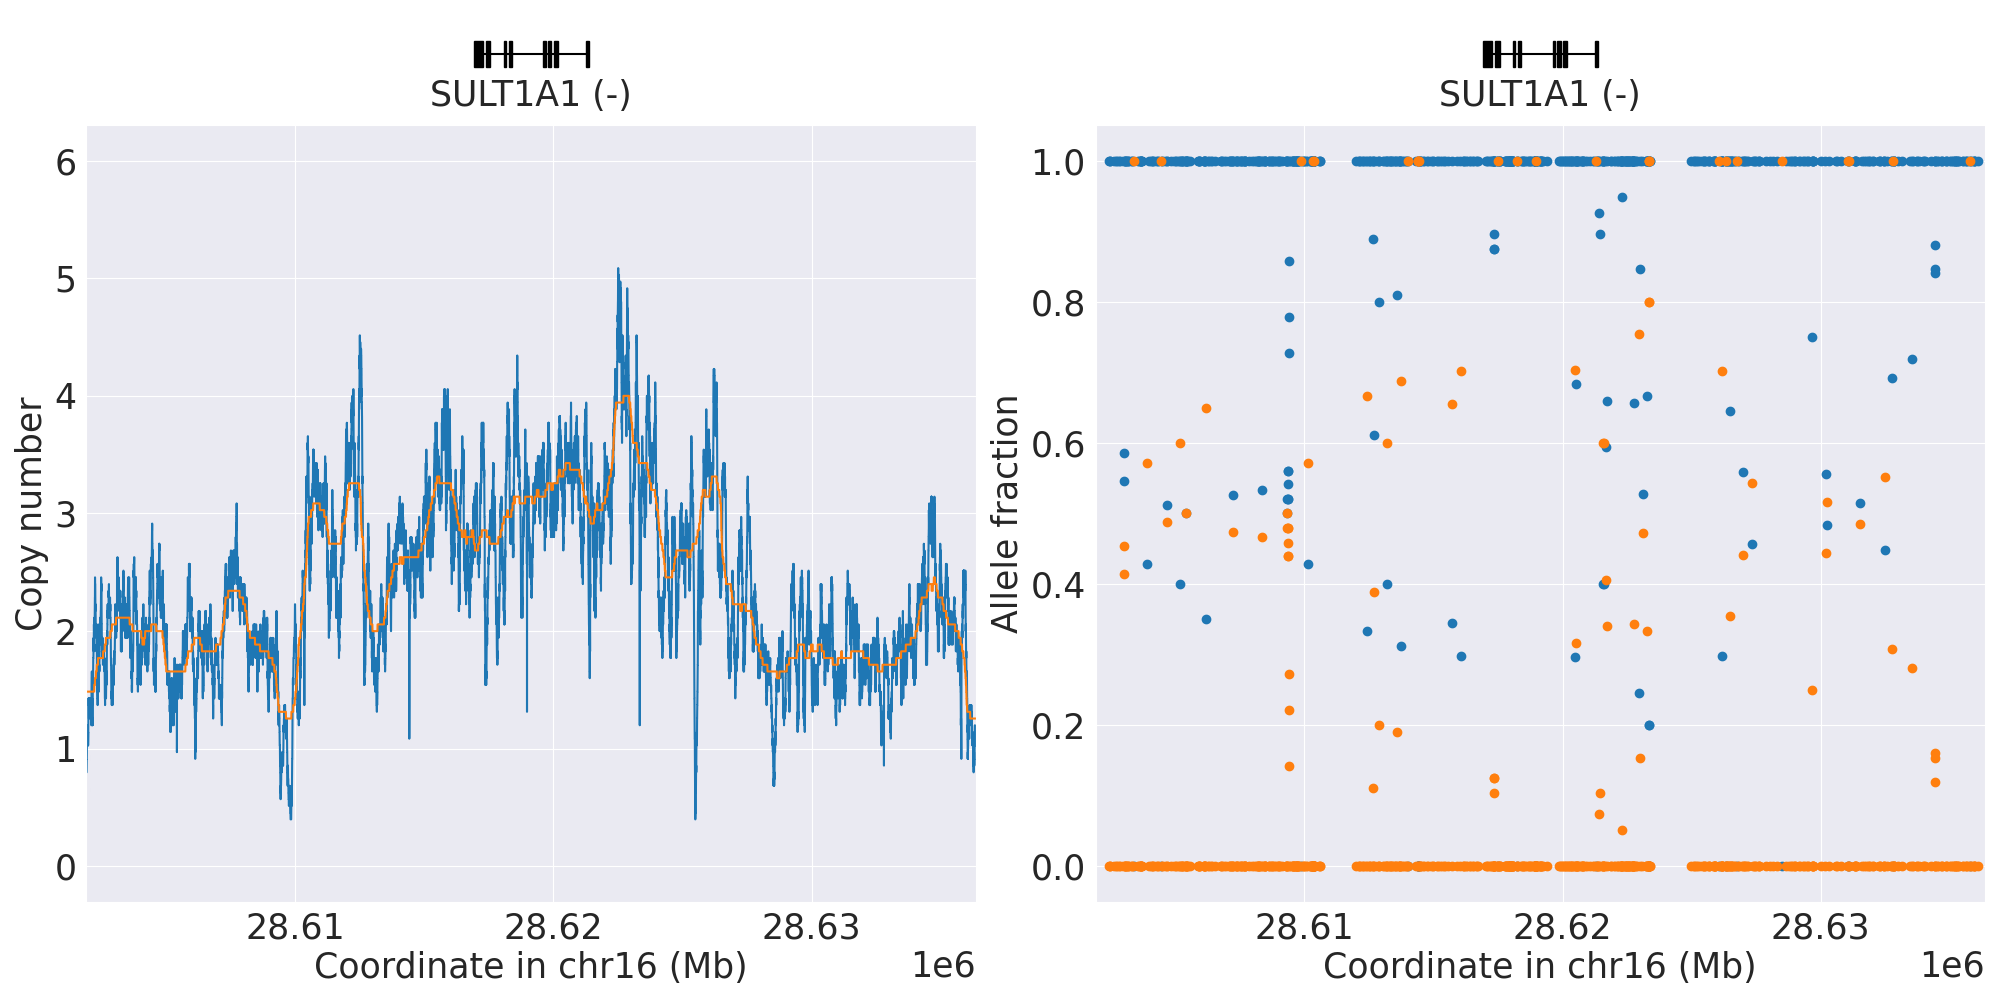 SULT1A1 (-)
6
5
4
3
2
1
0
Copy number
28.61
28.62
28.63
Coordinate in chr16 (Mb)
1e6
SULT1A1 (-)
1.0
0.8
0.6
0.4
0.2
0.0
Allele fraction
28.61
28.62
28.63
Coordinate in chr16 (Mb)
1e6